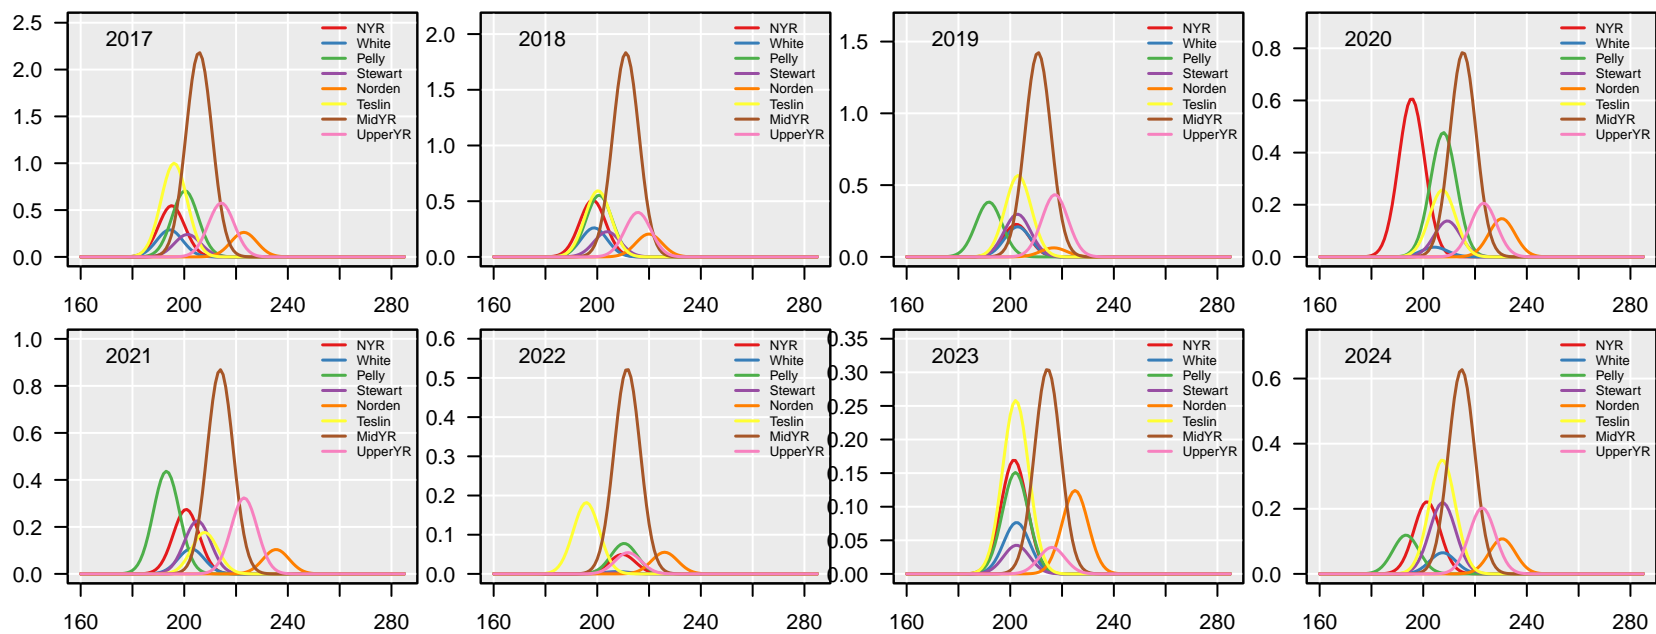 2017
NYR
White
Pelly
Stewart
Norden
Teslin
MidYR
UpperYR
2.5
2.0
1.5
1.0
0.5
0.0
160 200 240 280
2018
NYR
White
Pelly
Stewart
Norden
Teslin
MidYR
UpperYR
2.0
1.5
1.0
0.5
0.0
160 200 240 280
2019
NYR
White
Pelly
Stewart
Norden
Teslin
MidYR
UpperYR
1.5
1.0
0.5
0.0
160 200 240 280
2020
NYR
White
Pelly
Stewart
Norden
Teslin
MidYR
UpperYR
0.8
0.6
0.4
0.2
0.0
160 200 240 280
2021
NYR
White
Pelly
Stewart
Norden
Teslin
MidYR
UpperYR
1.0
0.8
0.6
0.4
0.2
0.0
160 200 240 280
2022
NYR
White
Pelly
Stewart
Norden
Teslin
MidYR
UpperYR
0.6
0.5
0.4
0.3
0.2
0.1
0.0
160 200 240 280
2023
NYR
White
Pelly
Stewart
Norden
Teslin
MidYR
UpperYR
0.35
0.30
0.25
0.20
0.15
0.10
0.05
0.00
160 200 240 280
2024
NYR
White
Pelly
Stewart
Norden
Teslin
MidYR
UpperYR
0.6
0.4
0.2
0.0
160 200 240 280